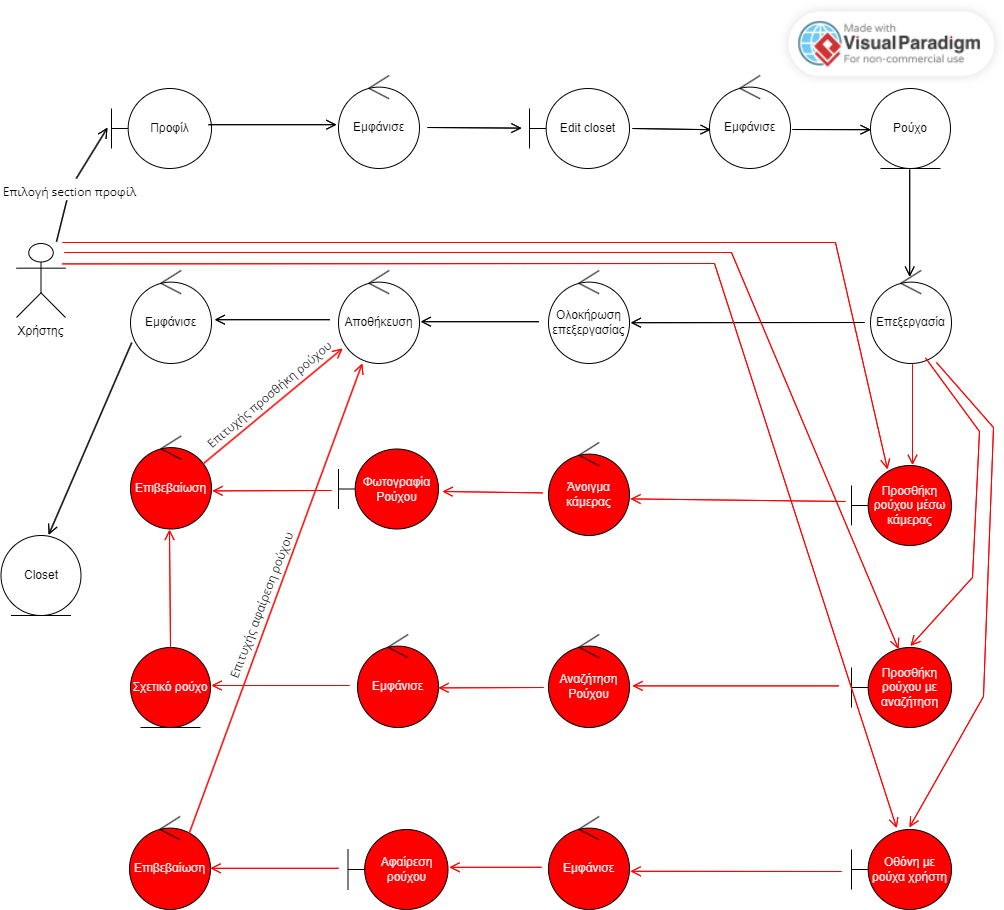 Made with
VisualParadigm
For non-commercial use
Προφίλ
Εμφάνισε
Edit closet
Εμφάνισε
Ρούχο
Επιλογή section προφίλ
Χρήστης
Εμφάνισε
Αποθήκευση
Ολοκήρωση
επεξεργασίας
Επεξεργασία
Επιτυχής προσθήκη ρούχου
Επιβεβαίωση
Φωτογραφία
Ρούχου
Άνοιγμα
κάμερας
Προσθήκη
ρούχου μέσω
κάμερας
Closet
Επιτυχής αφαίρεση ρούχου
Σχετικό ρούχο
Εμφάνισε
Αναζήτηση
Ρούχου
Προσθήκη
ρούχου με
αναζήτηση
Επιβεβαίωση
Αφαίρεση
ρούχου
Εμφάνισε
Οθόνη με
ρούχα χρήστη